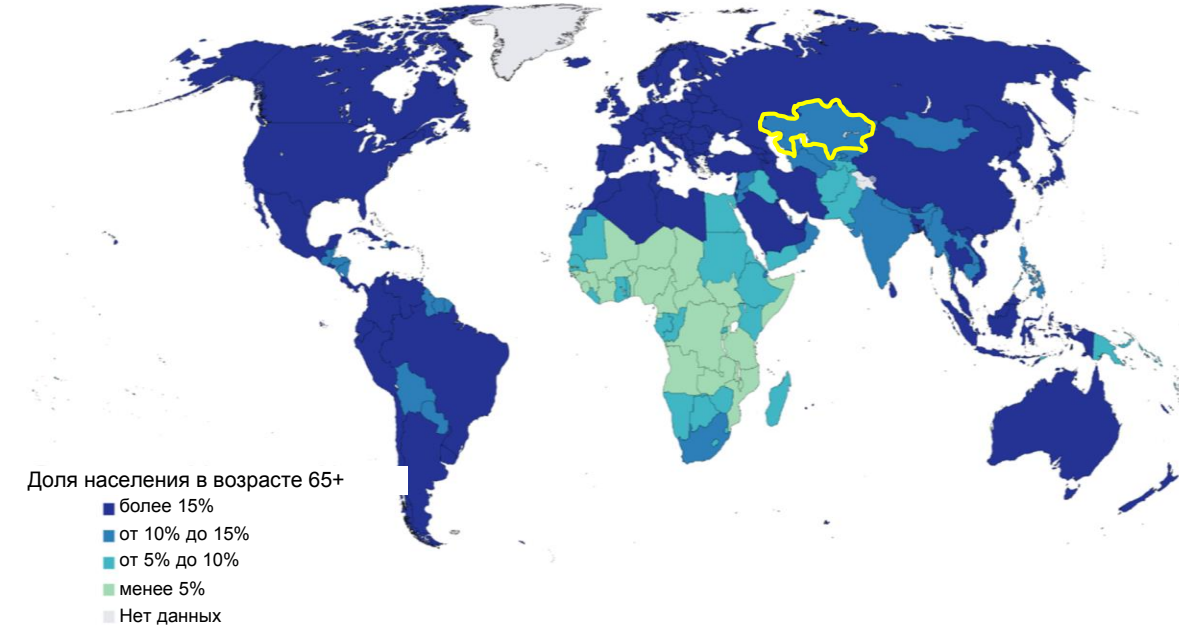 Доля населения в возрасте 65+
более 15%
от 10% до 15%
от 5% до 10%
менее 5%
Нет данных